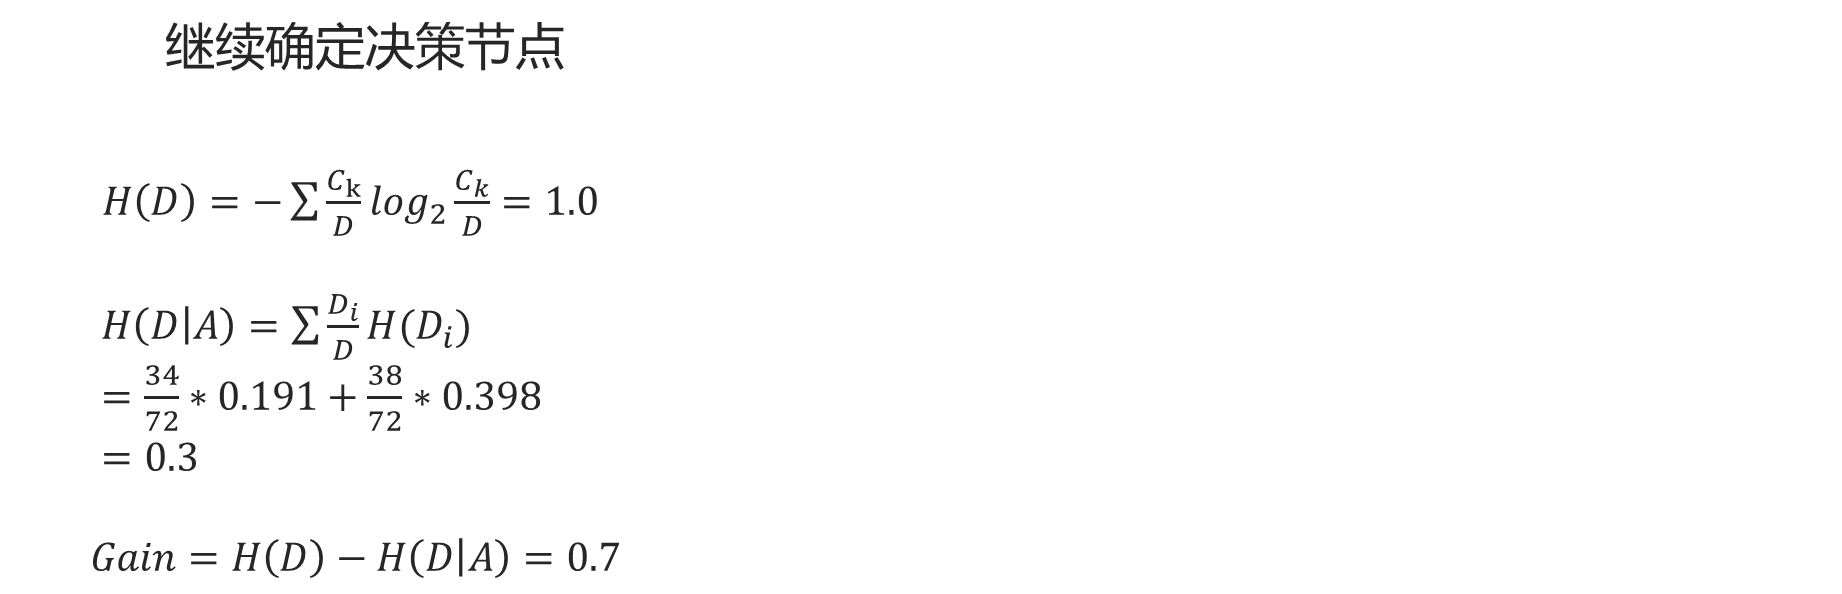 继续确定决策节点
H(D) = −∑ C_k/D log₂ C_k/D = 1.0
H(D|A) = ∑ D_i/D H(D_i)
= 34/72 * 0.191 + 38/72 * 0.398
= 0.3
Gain = H(D) − H(D|A) = 0.7